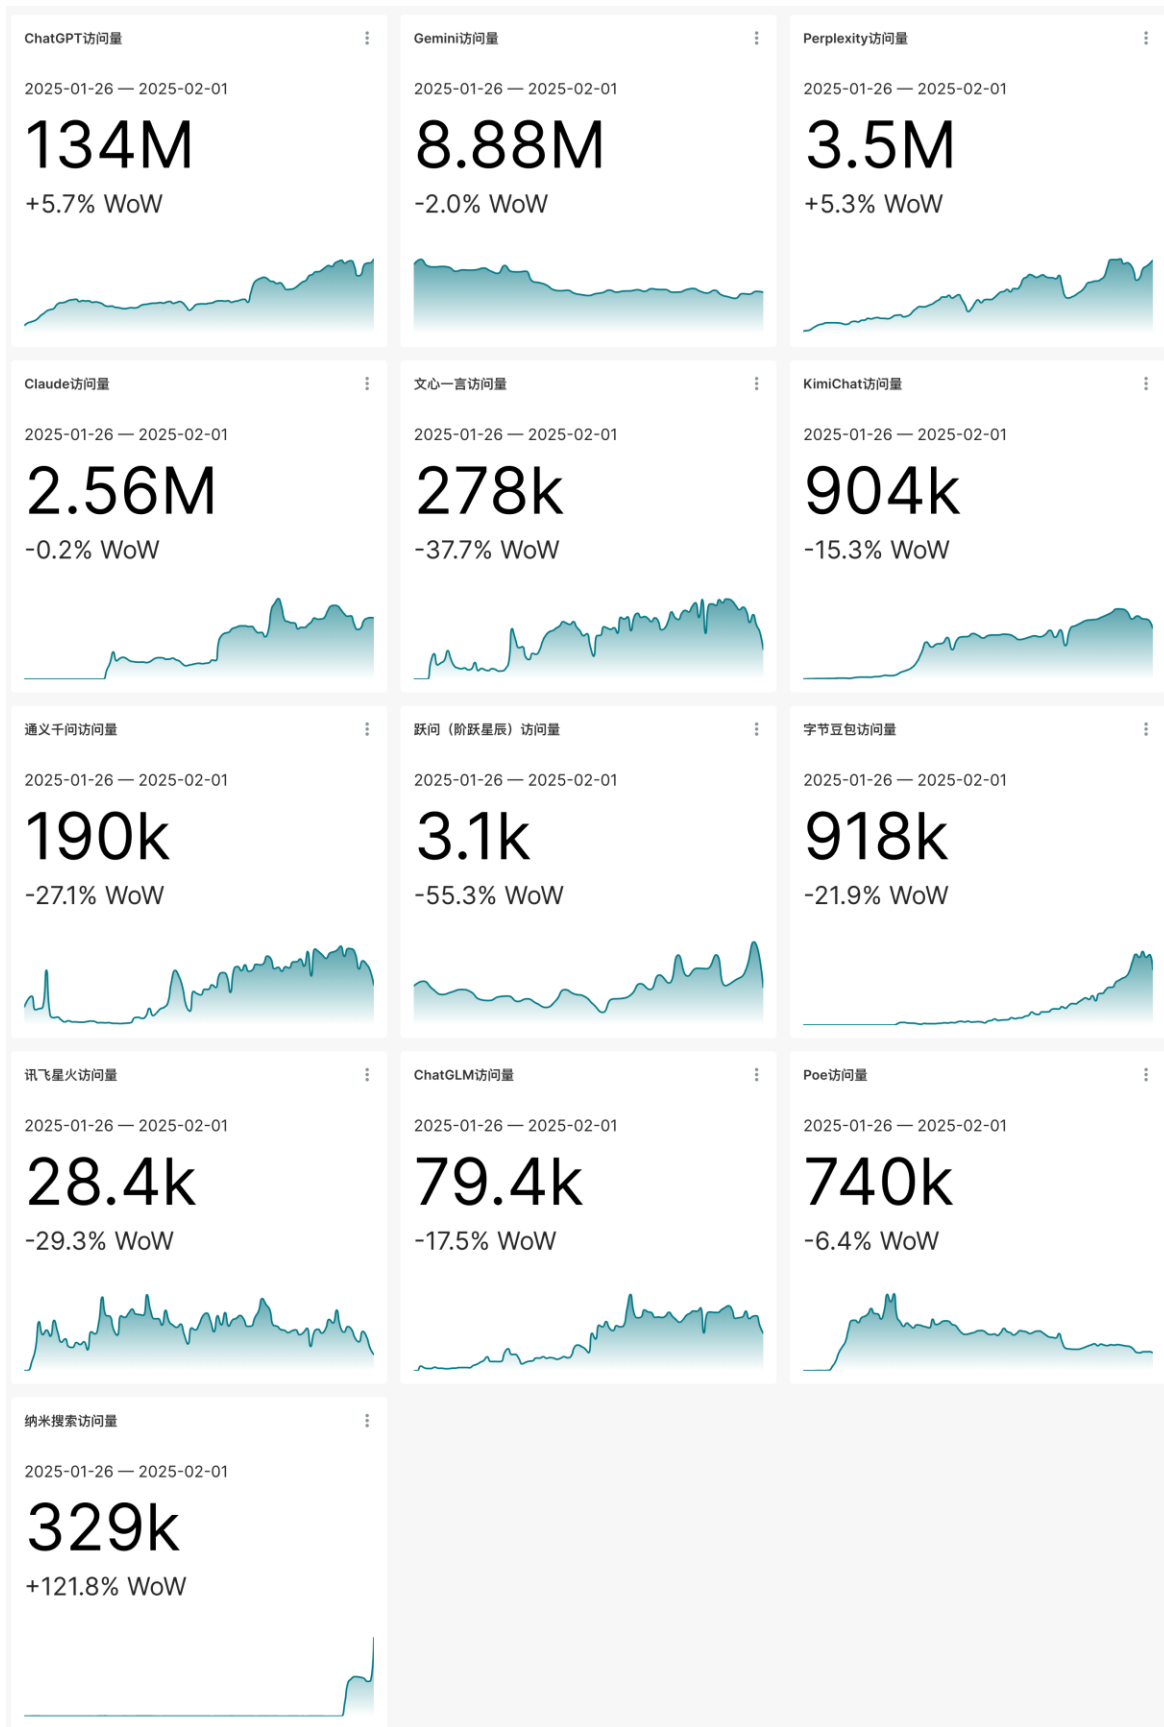 ChatGPT访问量
2025-01-26 — 2025-02-01
134M
+5.7% WoW
Gemini访问量
2025-01-26 — 2025-02-01
8.88M
-2.0% WoW
Perplexity访问量
2025-01-26 — 2025-02-01
3.5M
+5.3% WoW
Claude访问量
2025-01-26 — 2025-02-01
2.56M
-0.2% WoW
文心一言访问量
2025-01-26 — 2025-02-01
278k
-37.7% WoW
KimiChat访问量
2025-01-26 — 2025-02-01
904k
-15.3% WoW
通义千问访问量
2025-01-26 — 2025-02-01
190k
-27.1% WoW
跃问（阶跃星辰）访问量
2025-01-26 — 2025-02-01
3.1k
-55.3% WoW
字节豆包访问量
2025-01-26 — 2025-02-01
918k
-21.9% WoW
讯飞星火访问量
2025-01-26 — 2025-02-01
28.4k
-29.3% WoW
ChatGLM访问量
2025-01-26 — 2025-02-01
79.4k
-17.5% WoW
Poe访问量
2025-01-26 — 2025-02-01
740k
-6.4% WoW
纳米搜索访问量
2025-01-26 — 2025-02-01
329k
+121.8% WoW